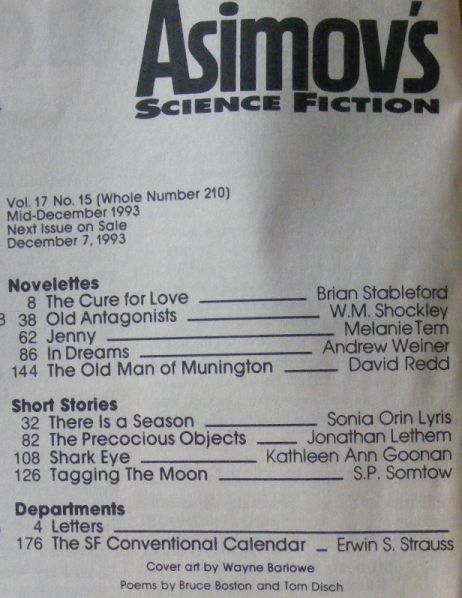 Asimov's
SCIENCE FICTION
Vol. 17 No. 15 (Whole Number 210)
Mid-December 1993
Next Issue on Sale
December 7, 1993
Novelettes
8 The Cure for Love Brian Stableford
38 Old Antagonists W.M. Shockley
62 Jenny Melanie Tem
86 In Dreams Andrew Weiner
144 The Old Man of Munington David Redd
Short Stories
32 There Is a Season Sonia Orin Lyris
82 The Precocious Objects Jonathan Lethem
108 Shark Eye Kathleen Ann Goonan
126 Tagging The Moon S.P. Somtow
Departments
4 Letters
176 The SF Conventional Calendar Erwin S. Strauss
Cover art by Wayne Barlowe
Poems by Bruce Boston and Tom Disch